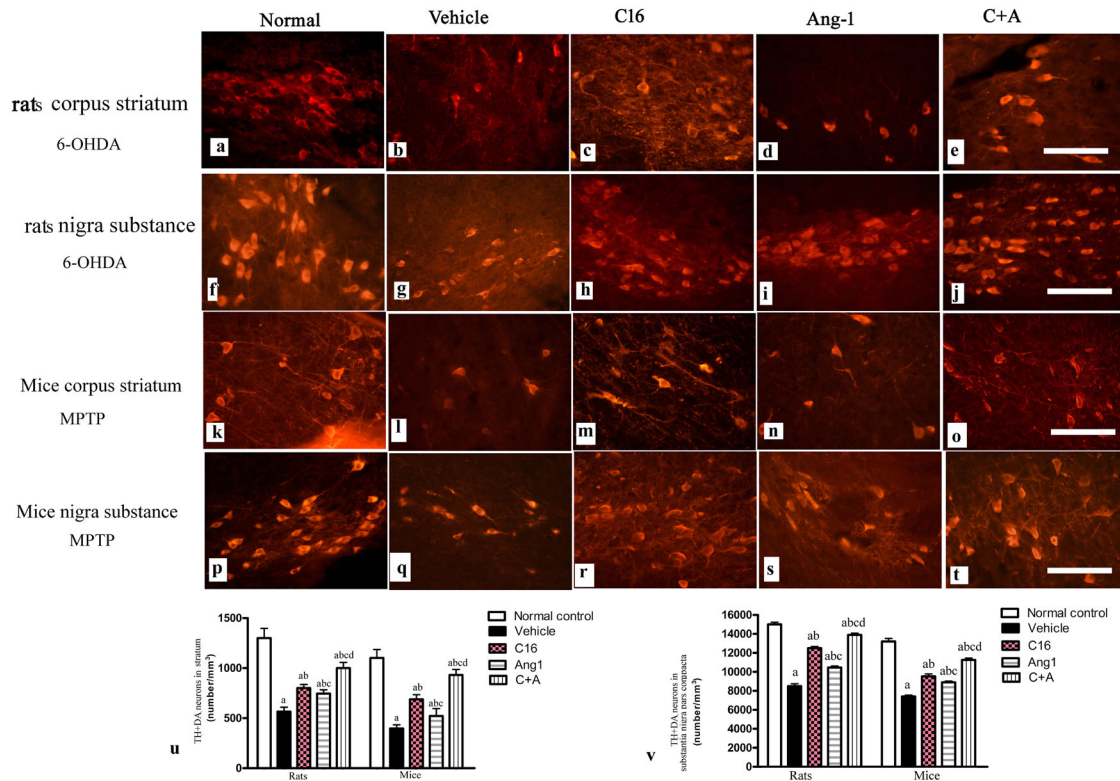 Normal
Vehicle
C16
Ang-1
C+A
rats corpus striatum
6-OHDA
a
b
c
d
e
rats nigra substance
6-OHDA
f
g
h
i
j
Mice corpus striatum
MPTP
k
l
m
n
o
Mice nigra substance
MPTP
p
q
r
s
t
u
TH+DA neurons in stratum
(number/mm³)
1500
1000
500
0
a
ab
abc
abcd
a
ab
abc
abcd
Rats
Mice
Normal control
Vehicle
C16
Ang1
C+A
v
TH+DA neurons in
substantia nigra pars compacta
(number/mm³)
16000
14000
12000
10000
8000
6000
4000
2000
0
a
ab
abc
abcd
a
ab
abc
abcd
Rats
Mice
Normal control
Vehicle
C16
Ang1
C+A